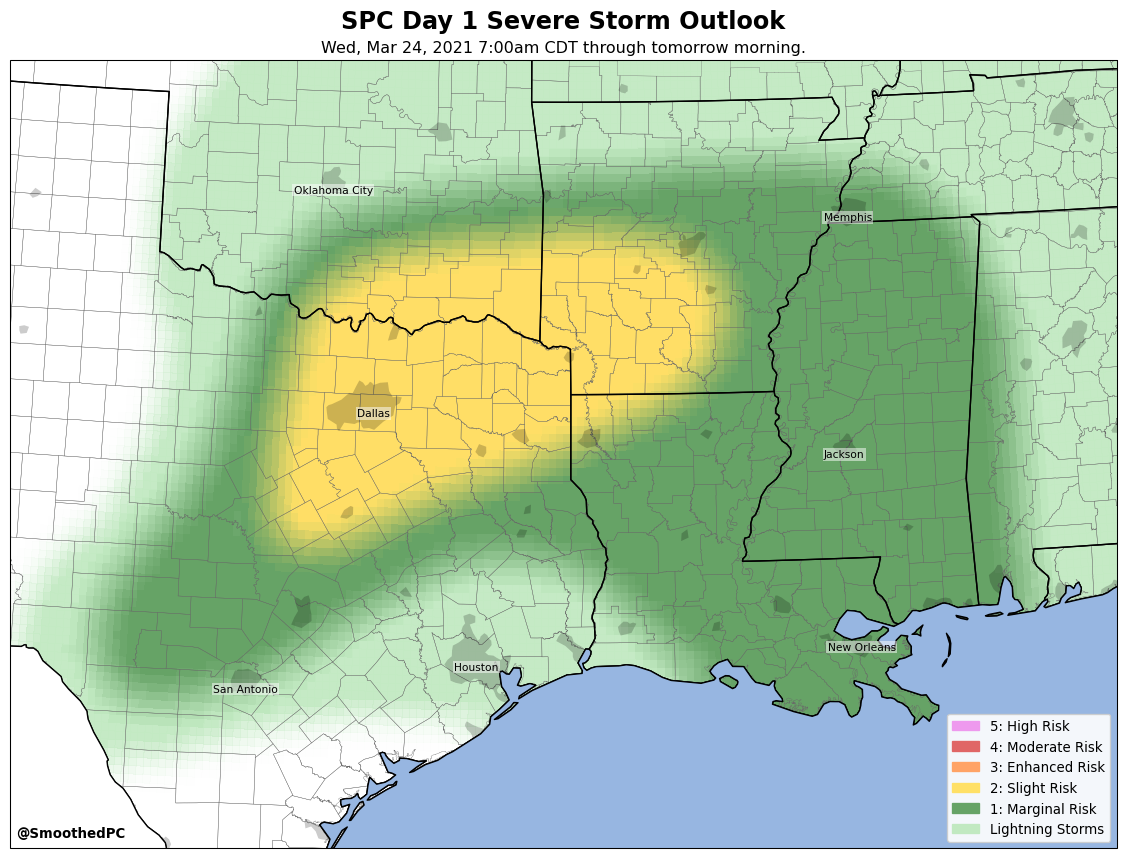 SPC Day 1 Severe Storm Outlook
Wed, Mar 24, 2021 7:00am CDT through tomorrow morning.
Oklahoma City
Memphis
Dallas
Jackson
New Orleans
Houston
San Antonio
5: High Risk
4: Moderate Risk
3: Enhanced Risk
2: Slight Risk
1: Marginal Risk
Lightning Storms
@SmoothedPC